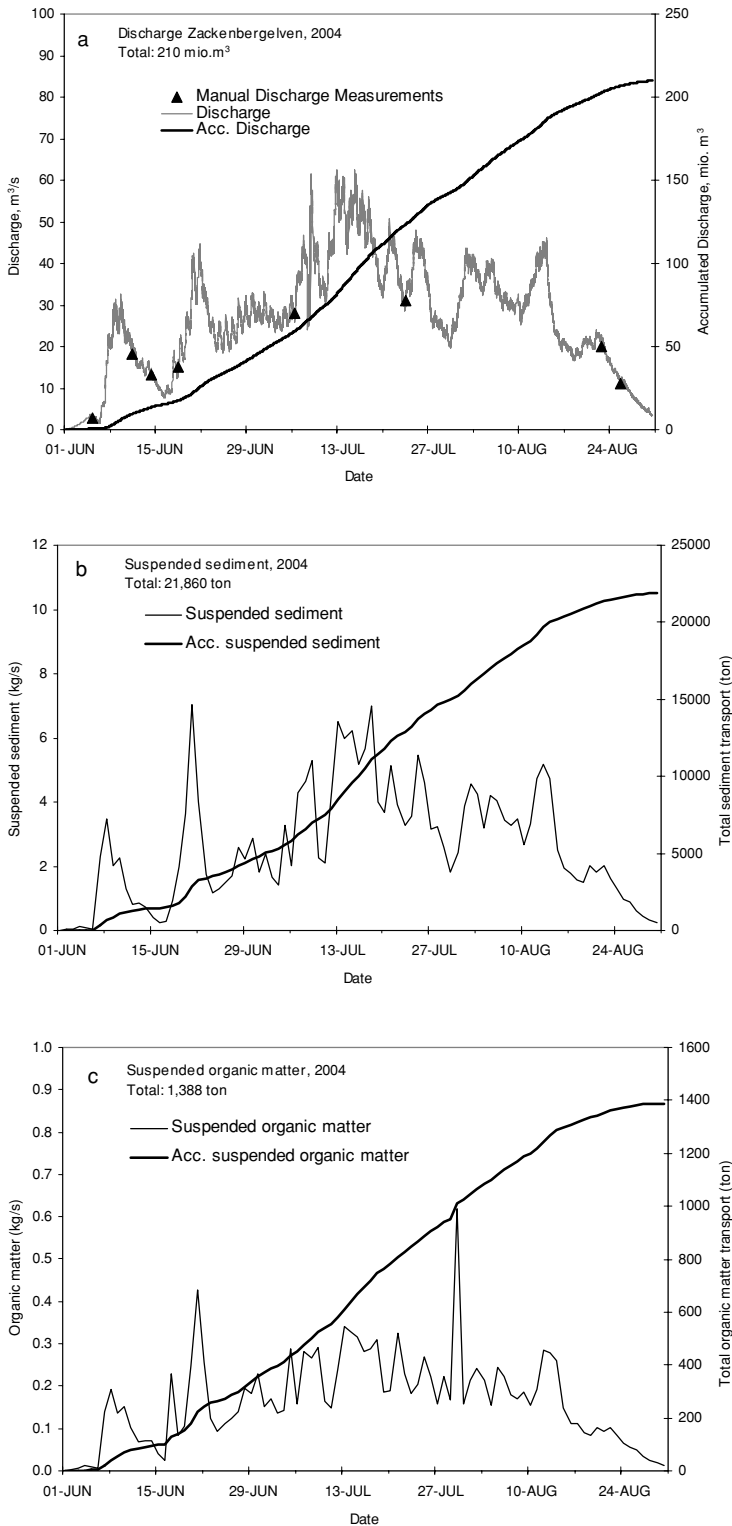 a
Discharge Zackenbergelven, 2004
Total: 210 mio.m³
Manual Discharge Measurements
Discharge
Acc. Discharge
100
90
80
70
60
50
40
30
20
10
0
Discharge, m³/s
250
200
150
100
50
0
Accumulated Discharge, mio. m³
01-JUN 15-JUN 29-JUN 13-JUL 27-JUL 10-AUG 24-AUG
Date
b
Suspended sediment, 2004
Total: 21,860 ton
Suspended sediment
Acc. suspended sediment
12
10
8
6
4
2
0
Suspended sediment (kg/s)
25000
20000
15000
10000
5000
0
Total sediment transport (ton)
01-JUN 15-JUN 29-JUN 13-JUL 27-JUL 10-AUG 24-AUG
Date
c
Suspended organic matter, 2004
Total: 1,388 ton
Suspended organic matter
Acc. suspended organic matter
1.0
0.9
0.8
0.7
0.6
0.5
0.4
0.3
0.2
0.1
0.0
Organic matter (kg/s)
1600
1400
1200
1000
800
600
400
200
0
Total organic matter transport (ton)
01-JUN 15-JUN 29-JUN 13-JUL 27-JUL 10-AUG 24-AUG
Date